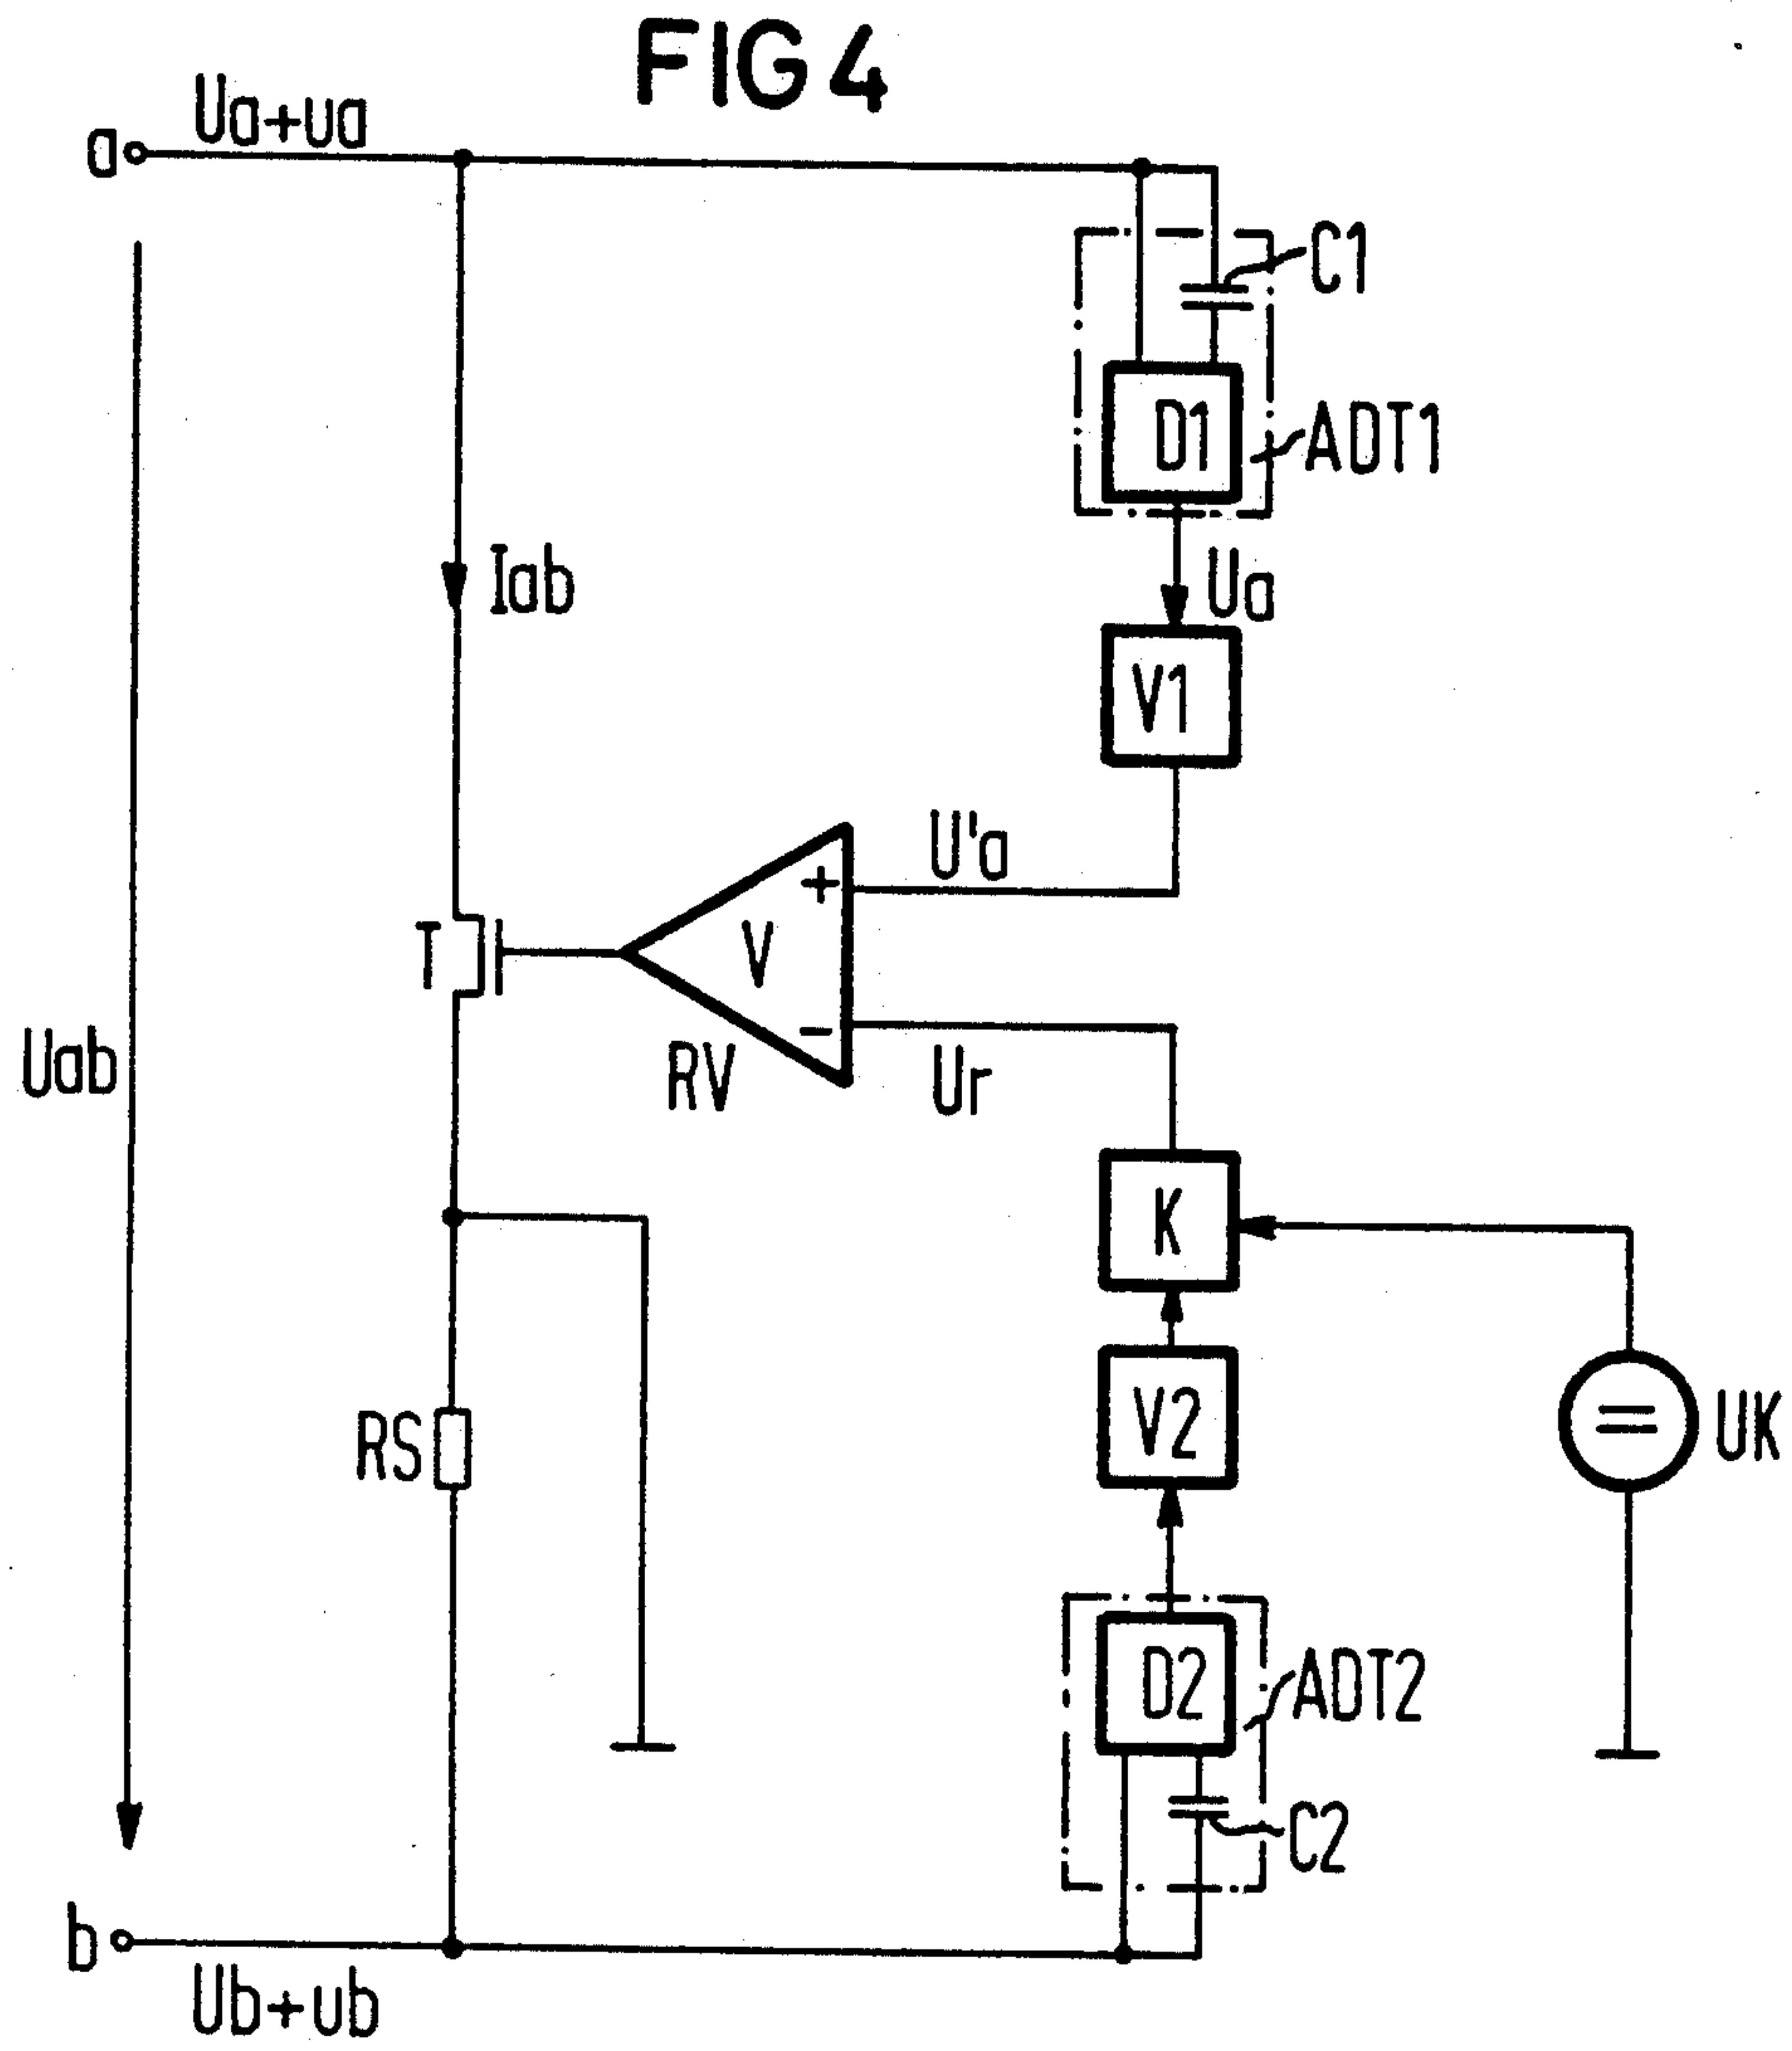 FIG 4
a
Ua+ua
C1
D1
ADT1
Iab
Ua
V1
U'a
+
T
V
-
Uab
RV
Ur
K
RS
V2
UK
D2
ADT2
C2
b
Ub+ub